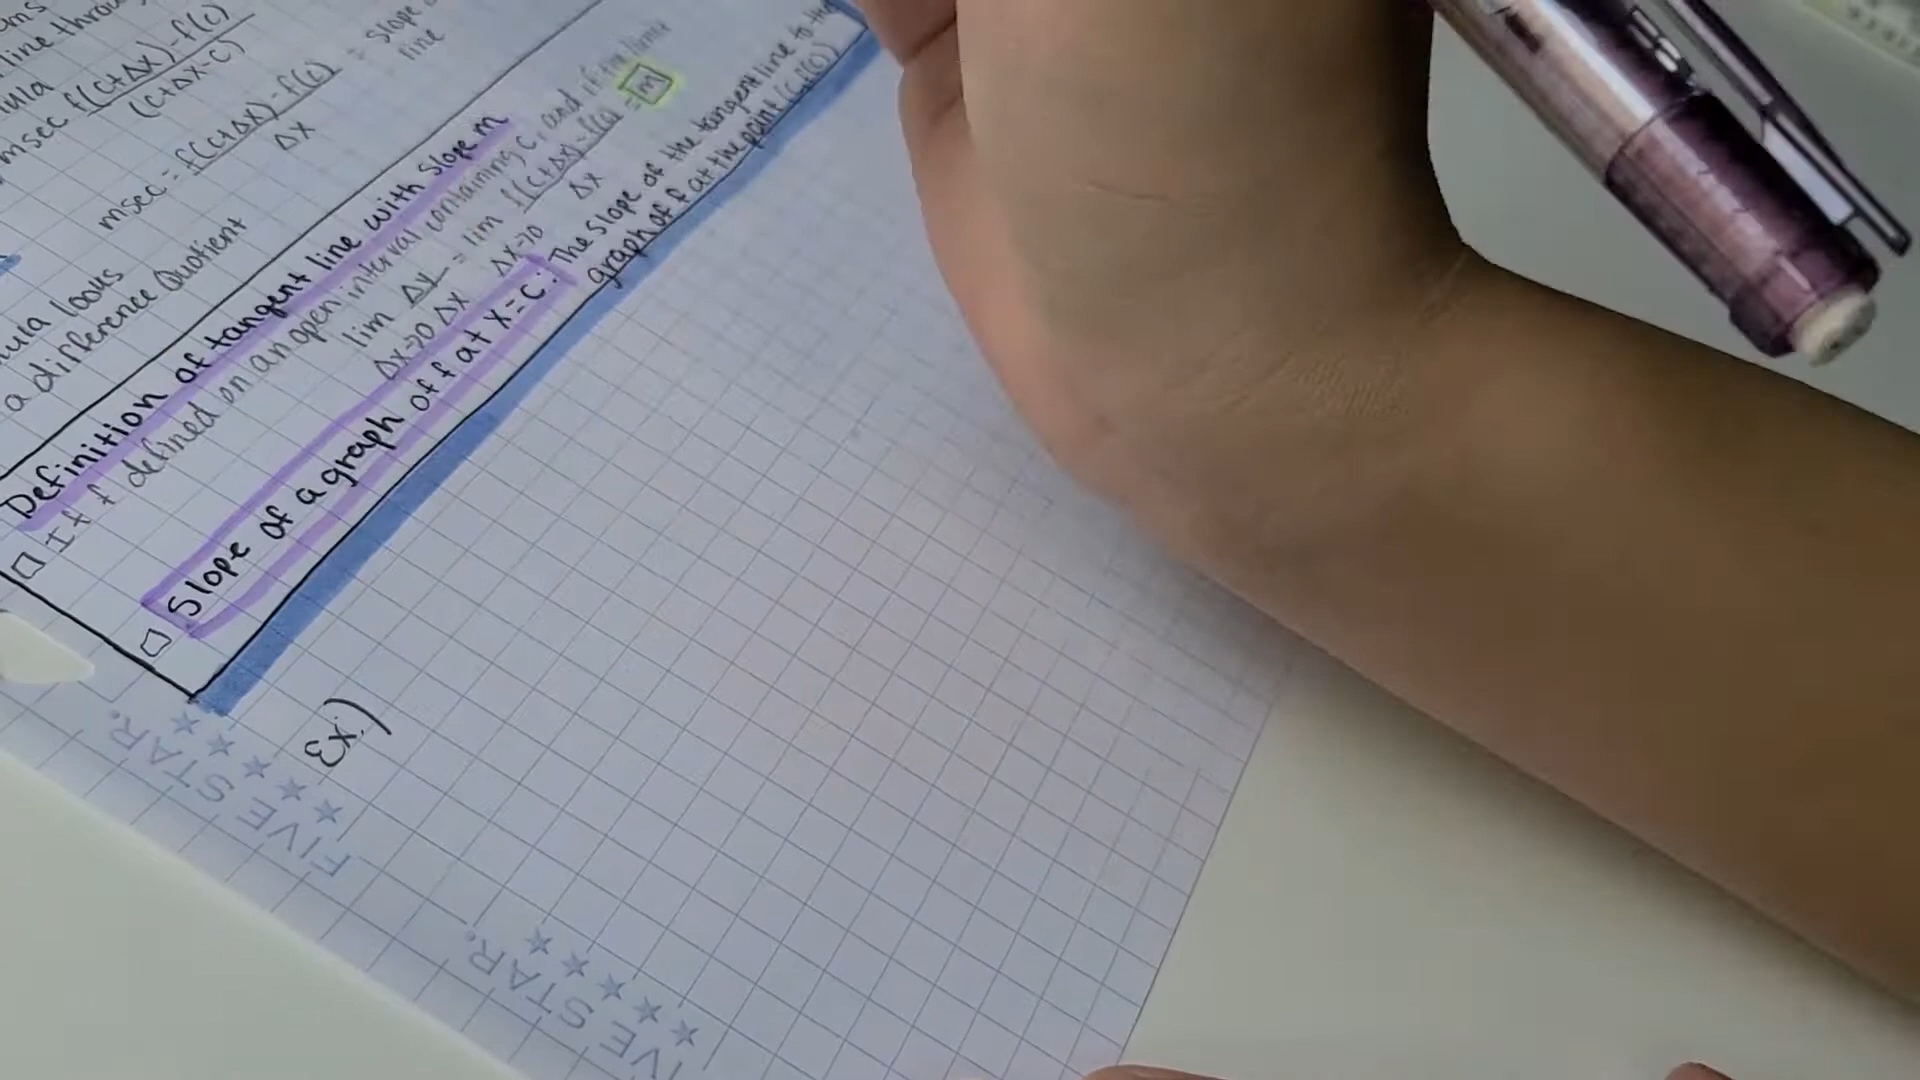 line throu
f(c+Δx)-f(c)
msec
(c+Δx-c)
msec = f(c+Δx)-f(c) = slope
Δx
line
ula looks
a difference Quotient
Definition of tangent line with slope m
□ If f defined on an open interval containing c, and if the limit
lim Δy = lim f(c+Δx)-f(c) = m
Δx→0 Δx Δx→0 Δx
□ Slope of a graph of f at x=c: The slope of the tangent line to the
graph of f at the point (c, f(c))
Ex:)
FIVE STAR.
★★★★★
IVE STAR.
★★★★★